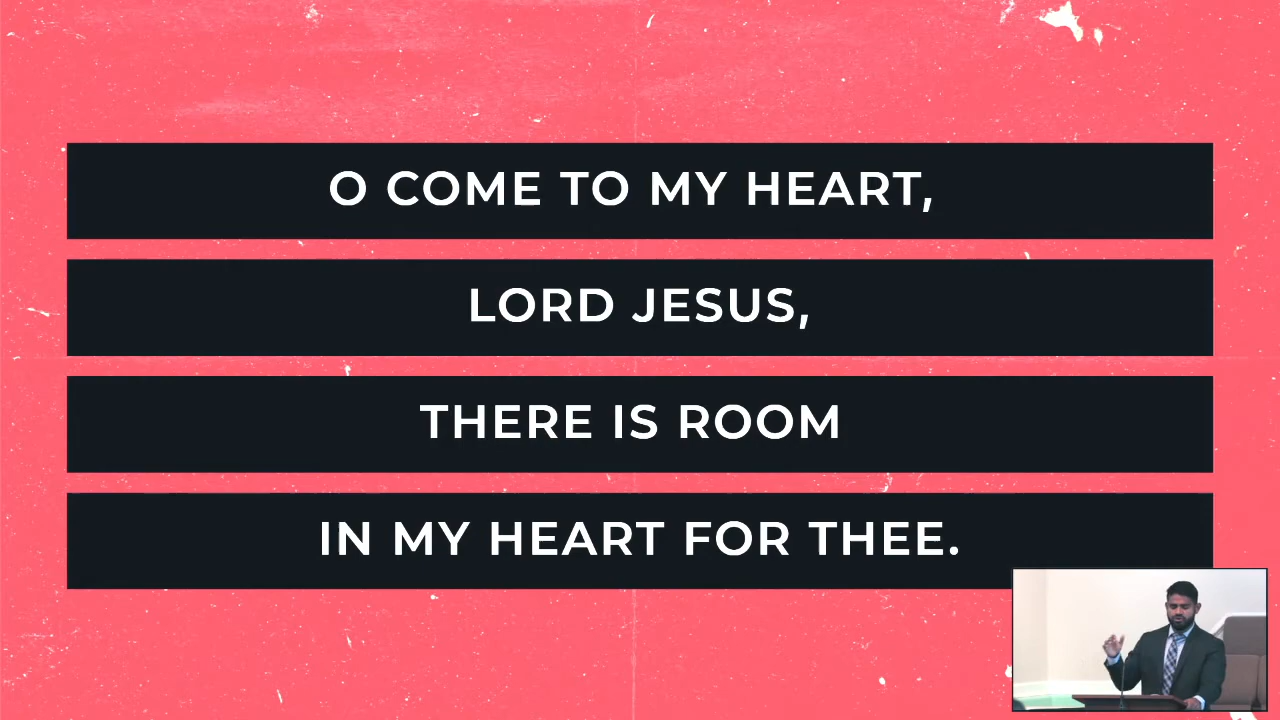 O COME TO MY HEART,
LORD JESUS,
THERE IS ROOM
IN MY HEART FOR THEE.